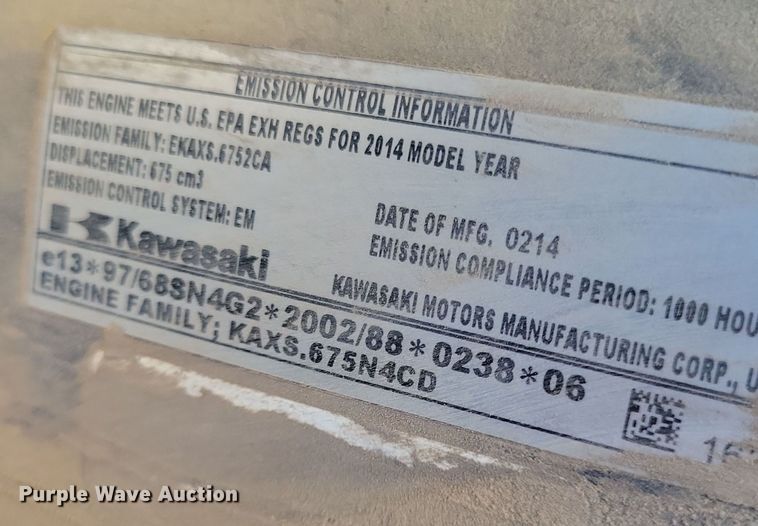 EMISSION CONTROL INFORMATION
THIS ENGINE MEETS U.S. EPA EXH REGS FOR 2014 MODEL YEAR
EMISSION FAMILY: EKAXS.6752CA
DISPLACEMENT: 675 cm3
EMISSION CONTROL SYSTEM: EM
DATE OF MFG. 0214
EMISSION COMPLIANCE PERIOD: 1000 HOU
Kawasaki
KAWASAKI MOTORS MANUFACTURING CORP., U
e13*97/68SN4G2*2002/88*0238*06
ENGINE FAMILY; KAXS.675N4CD
Purple Wave Auction